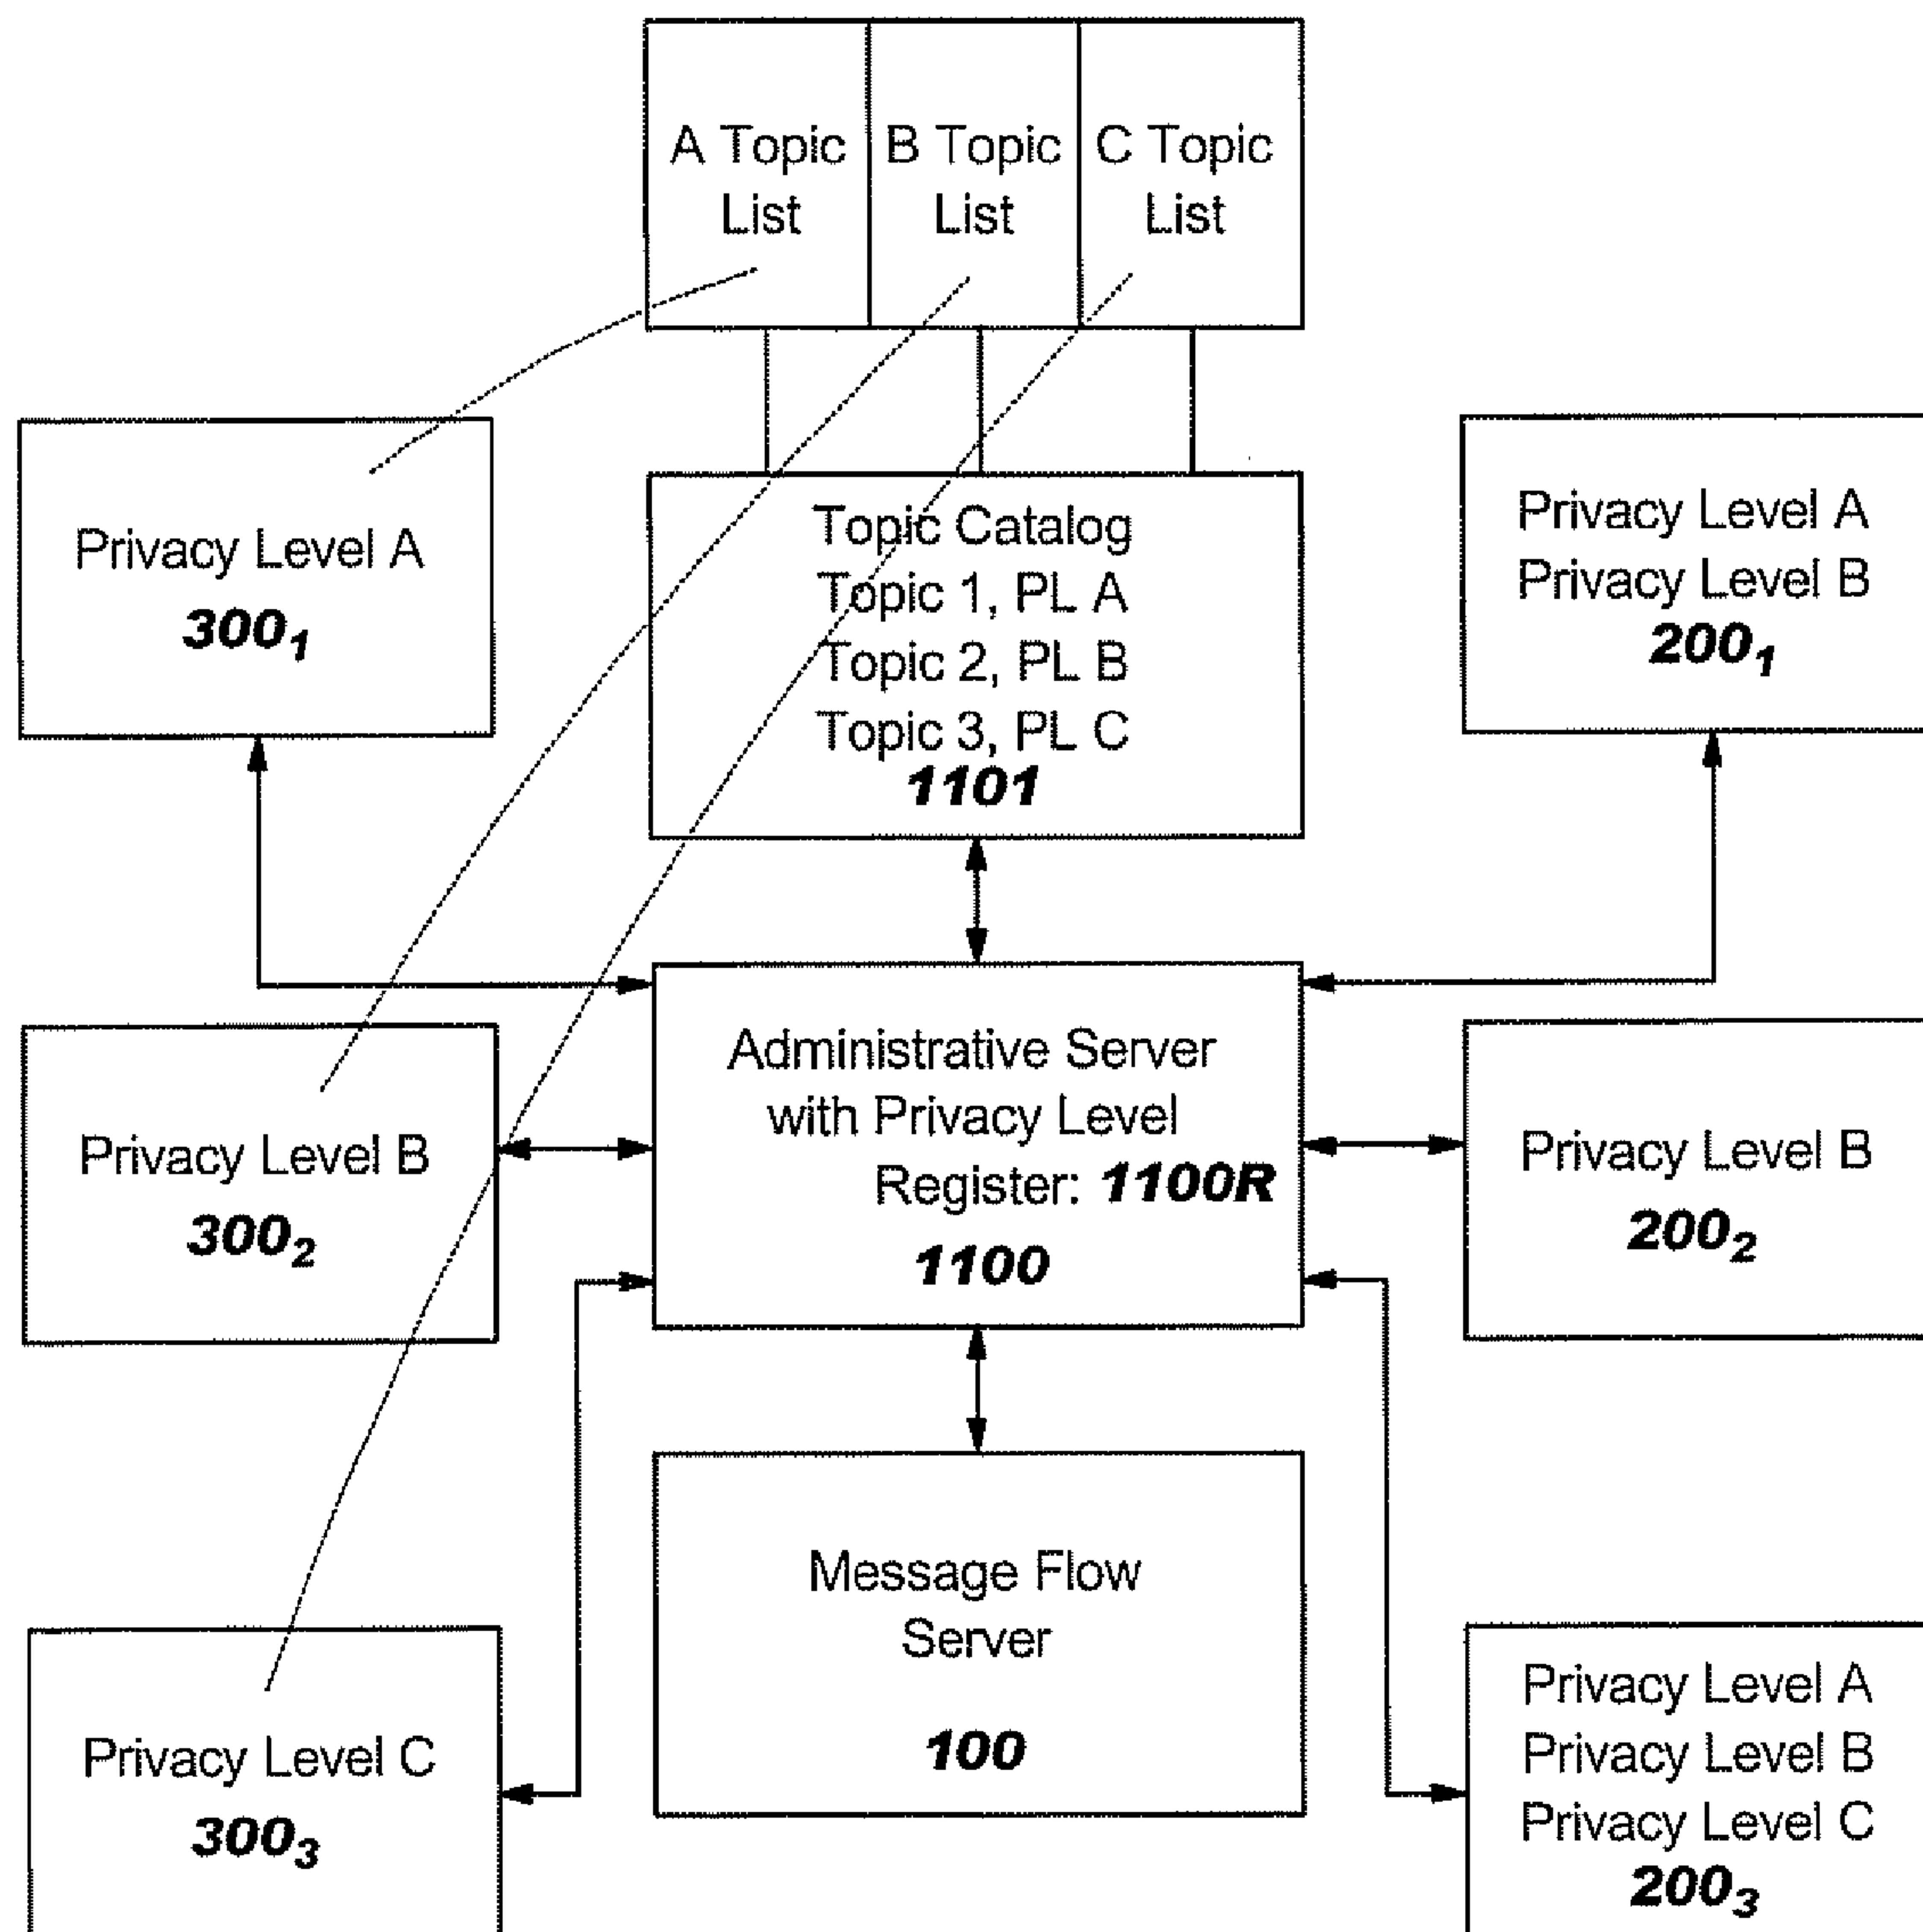 A Topic
List
B Topic
List
C Topic
List
Privacy Level A
300₁
Topic Catalog
Topic 1, PL A
Topic 2, PL B
Topic 3, PL C
1101
Privacy Level A
Privacy Level B
200₁
Privacy Level B
300₂
Administrative Server
with Privacy Level
Register: 1100R
1100
Privacy Level B
200₂
Privacy Level C
300₃
Message Flow
Server
100
Privacy Level A
Privacy Level B
Privacy Level C
200₃